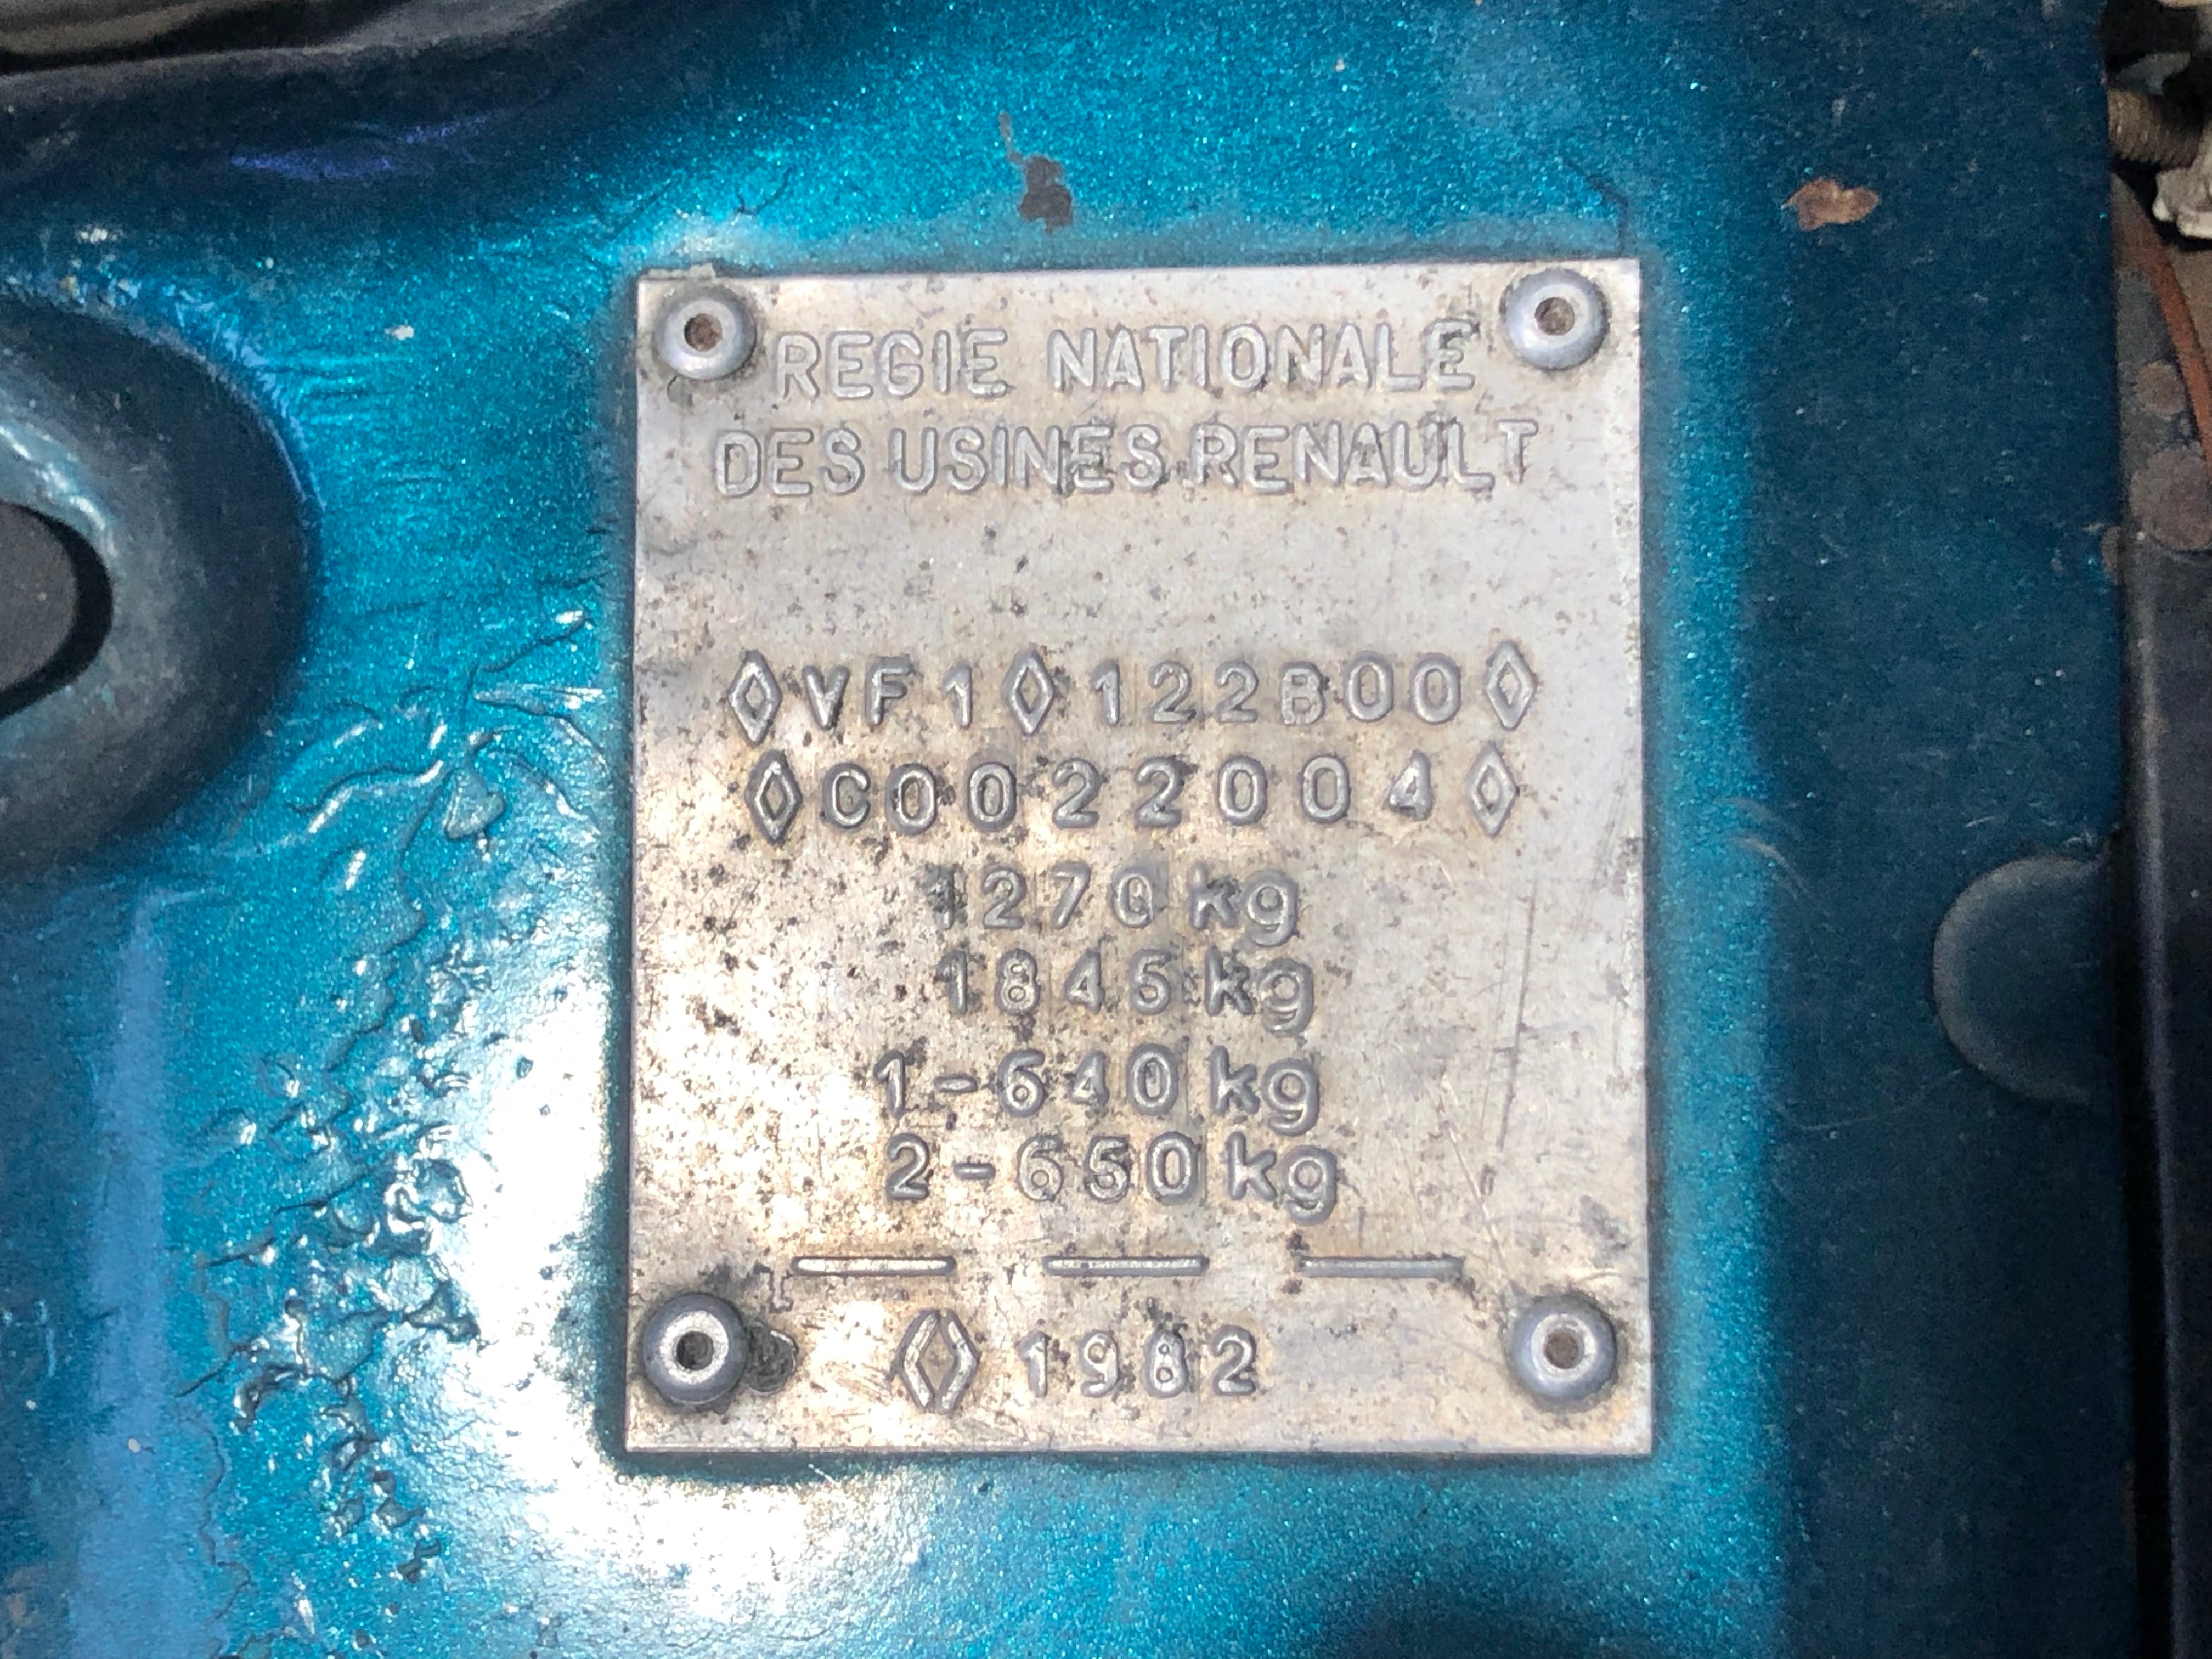 REGIE NATIONALE
DES USINES RENAULT
◊VF1◊122B00◊
◊C0022004◊
1270 kg
1845 kg
1-640 kg
2-650 kg
— — —
◊ 1982